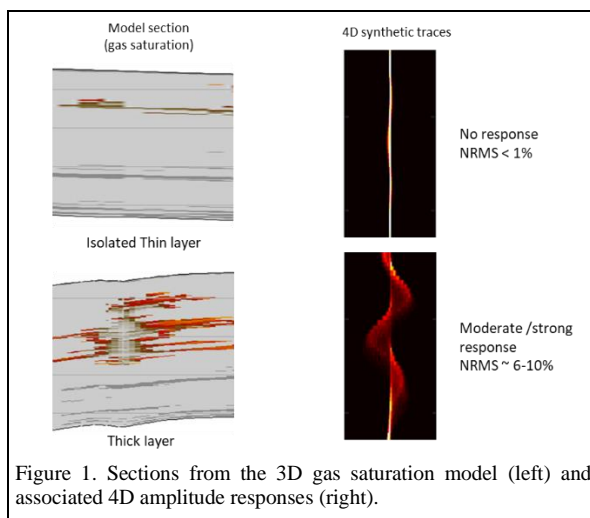 Model section
(gas saturation)
4D synthetic traces
No response
NRMS < 1%
Isolated Thin layer
Moderate /strong
response
NRMS ~ 6-10%
Thick layer
Figure 1. Sections from the 3D gas saturation model (left) and
associated 4D amplitude responses (right).